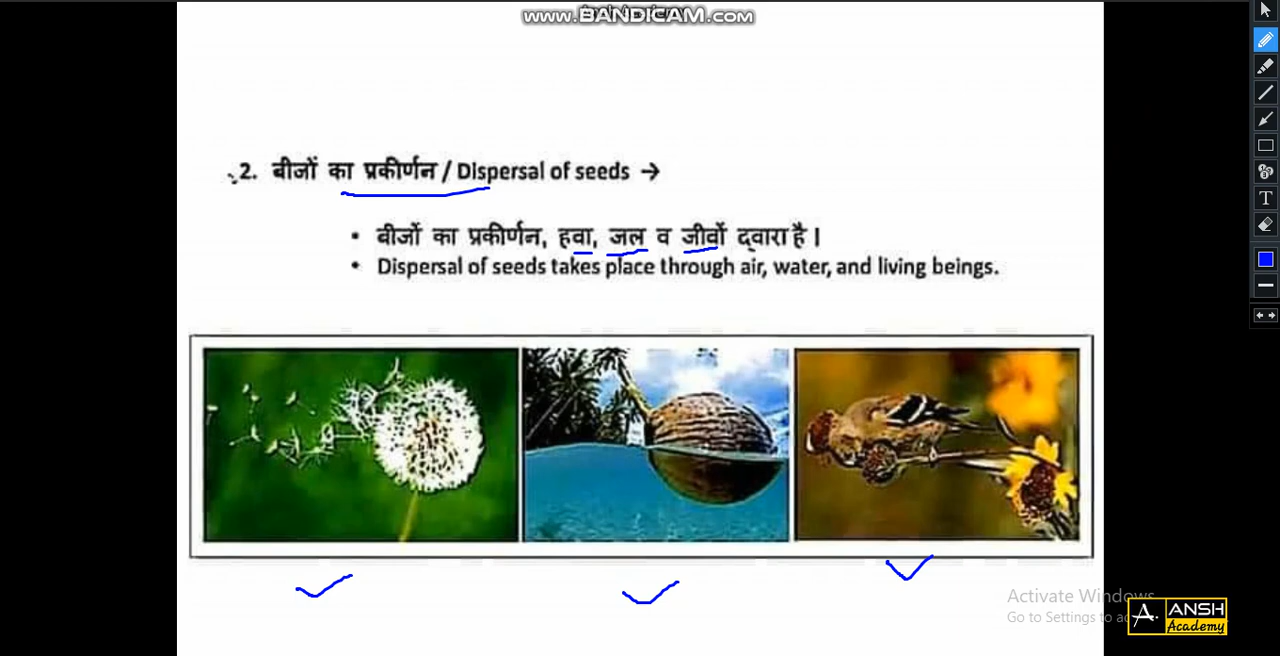 www.BANDICAM.com
2. बीजों का प्रकीर्णन / Dispersal of seeds →
• बीजों का प्रकीर्णन, हवा, जल व जीवों द्वारा है।
• Dispersal of seeds takes place through air, water, and living beings.
Activate Windows
Go to Settings to
A. ANSH
Academy
T